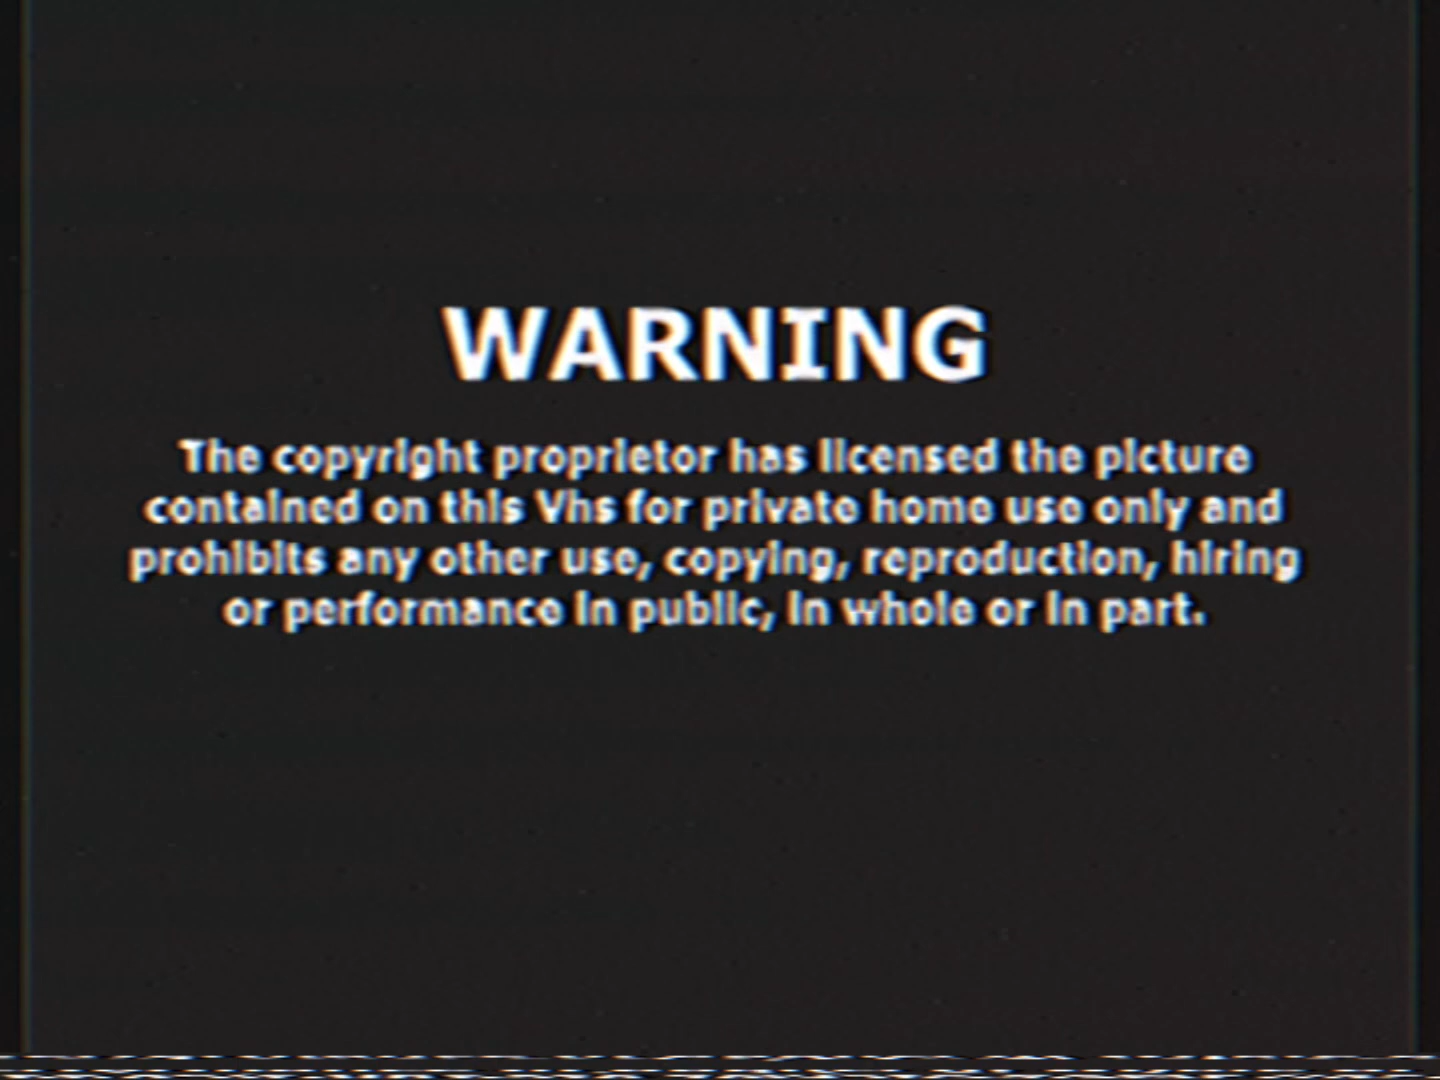 WARNING
The copyright proprietor has licensed the picture
contained on this Vhs for private home use only and
prohibits any other use, copying, reproduction, hiring
or performance in public, in whole or in part.